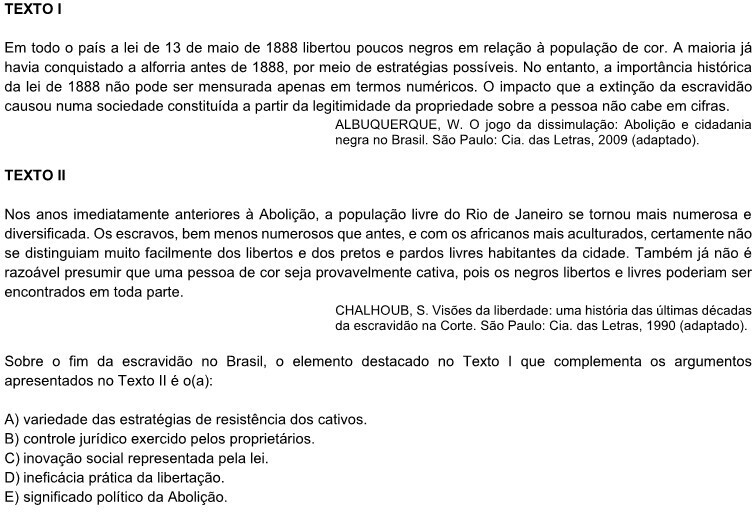 TEXTO I
Em todo o país a lei de 13 de maio de 1888 libertou poucos negros em relação à população de cor. A maioria já
havia conquistado a alforria antes de 1888, por meio de estratégias possíveis. No entanto, a importância histórica
da lei de 1888 não pode ser mensurada apenas em termos numéricos. O impacto que a extinção da escravidão
causou numa sociedade constituída a partir da legitimidade da propriedade sobre a pessoa não cabe em cifras.
ALBUQUERQUE, W. O jogo da dissimulação: Abolição e cidadania
negra no Brasil. São Paulo: Cia. das Letras, 2009 (adaptado).
TEXTO II
Nos anos imediatamente anteriores à Abolição, a população livre do Rio de Janeiro se tornou mais numerosa e
diversificada. Os escravos, bem menos numerosos que antes, e com os africanos mais aculturados, certamente não
se distinguiam muito facilmente dos libertos e dos pretos e pardos livres habitantes da cidade. Também já não é
razoável presumir que uma pessoa de cor seja provavelmente cativa, pois os negros libertos e livres poderiam ser
encontrados em toda parte.
CHALHOUB, S. Visões da liberdade: uma história das últimas décadas
da escravidão na Corte. São Paulo: Cia. das Letras, 1990 (adaptado).
Sobre o fim da escravidão no Brasil, o elemento destacado no Texto I que complementa os argumentos
apresentados no Texto II é o(a):
A) variedade das estratégias de resistência dos cativos.
B) controle jurídico exercido pelos proprietários.
C) inovação social representada pela lei.
D) ineficácia prática da libertação.
E) significado político da Abolição.